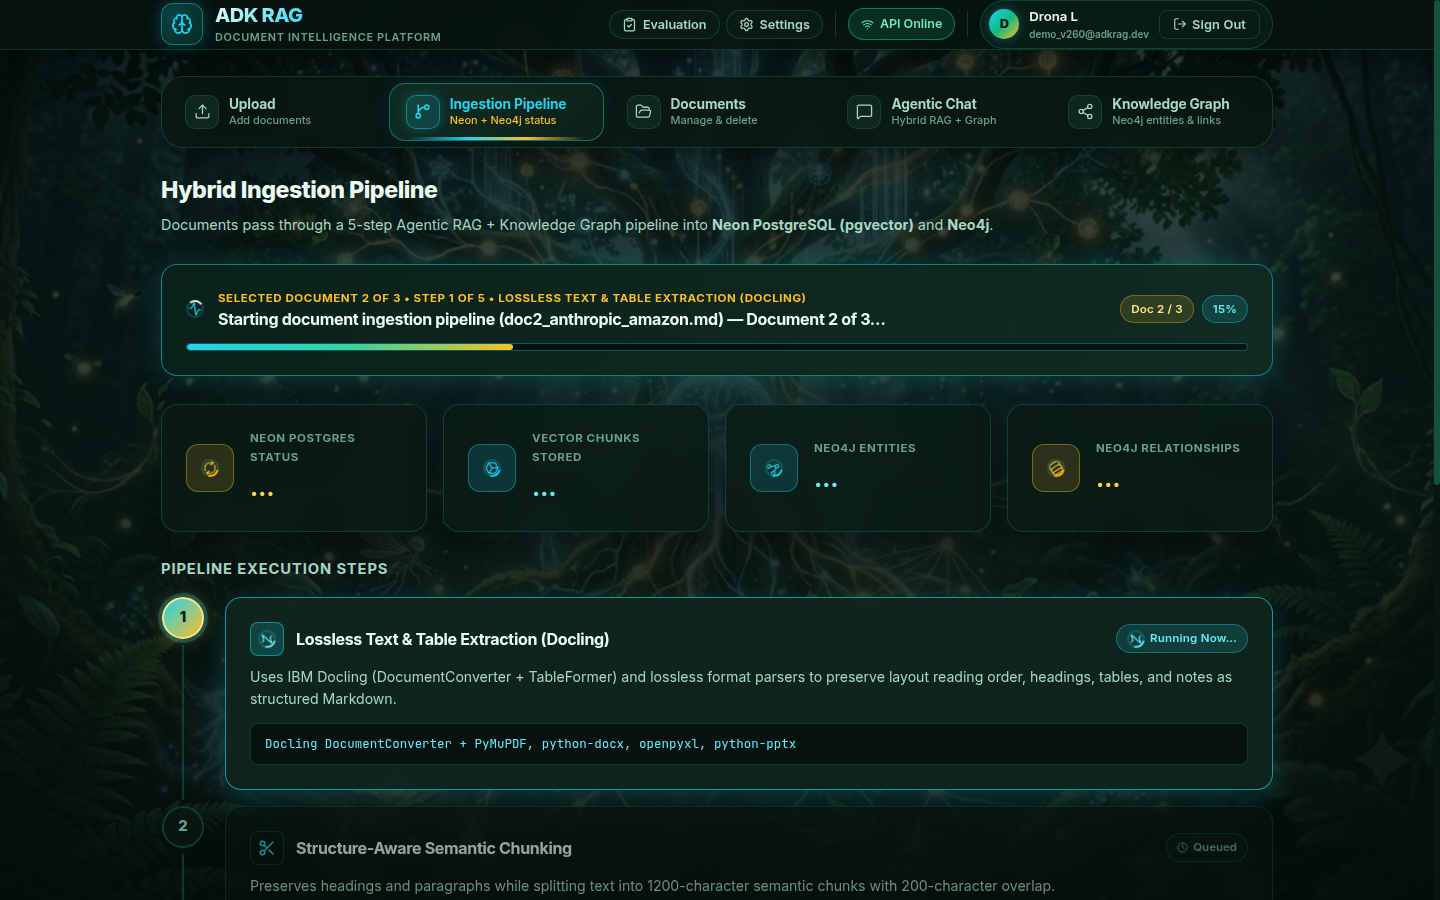 ADK RAG
DOCUMENT INTELLIGENCE PLATFORM
Evaluation
Settings
API Online
D
Drona L
demo_v260@adkrag.dev
Sign Out
Upload
Add documents
Ingestion Pipeline
Neon + Neo4j status
Documents
Manage & delete
Agentic Chat
Hybrid RAG + Graph
Knowledge Graph
Neo4j entities & links
Hybrid Ingestion Pipeline
Documents pass through a 5-step Agentic RAG + Knowledge Graph pipeline into Neon PostgreSQL (pgvector) and Neo4j.
SELECTED DOCUMENT 2 OF 3 • STEP 1 OF 5 • LOSSLESS TEXT & TABLE EXTRACTION (DOCLING)
Starting document ingestion pipeline (doc2_anthropic_amazon.md) — Document 2 of 3...
Doc 2 / 3
15%
NEON POSTGRES
STATUS
...
VECTOR CHUNKS
STORED
...
NEO4J ENTITIES
...
NEO4J RELATIONSHIPS
...
PIPELINE EXECUTION STEPS
1
Lossless Text & Table Extraction (Docling)
Running Now...
Uses IBM Docling (DocumentConverter + TableFormer) and lossless format parsers to preserve layout reading order, headings, tables, and notes as
structured Markdown.
Docling DocumentConverter + PyMuPDF, python-docx, openpyxl, python-pptx
2
Structure-Aware Semantic Chunking
Queued
Preserves headings and paragraphs while splitting text into 1200-character semantic chunks with 200-character overlap.